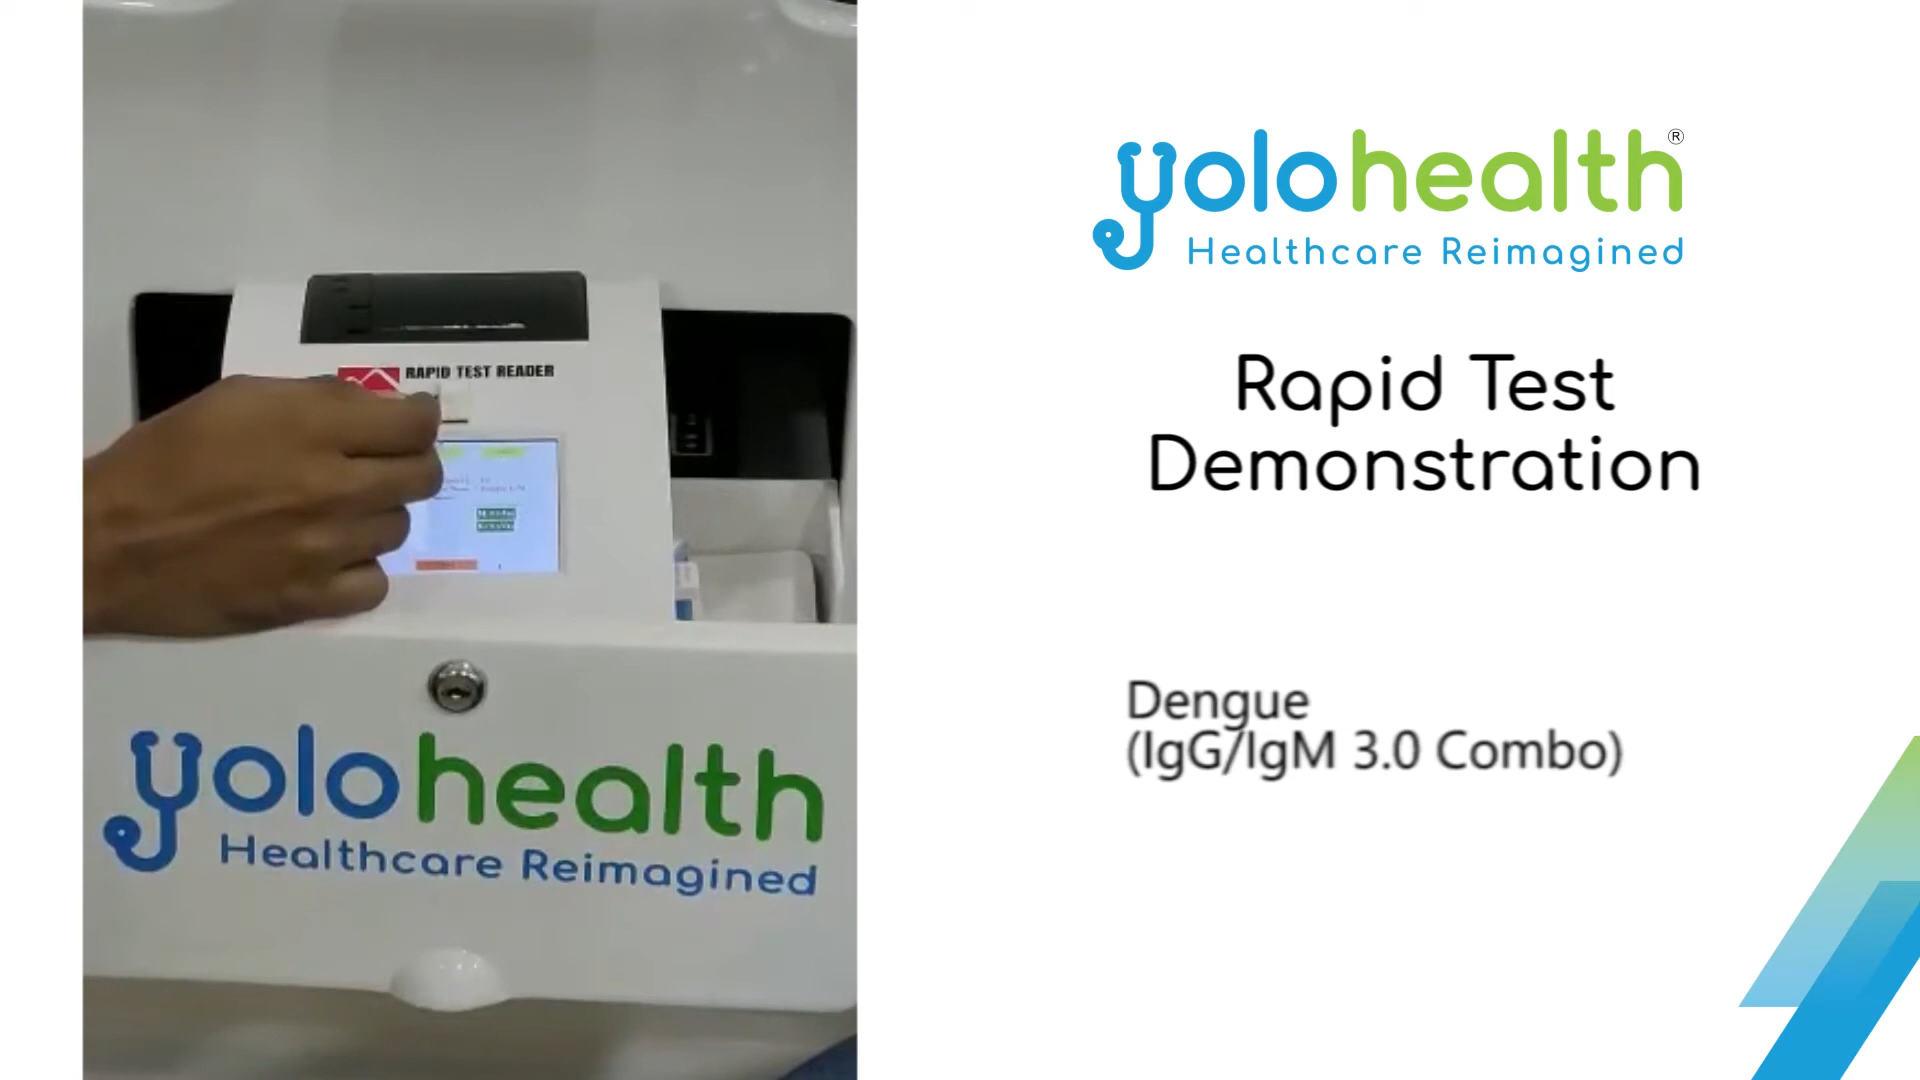 RAPID TEST READER
yolohealth
Healthcare Reimagined
yolohealth®
Healthcare Reimagined
Rapid Test
Demonstration
Dengue
(IgG/IgM 3.0 Combo)